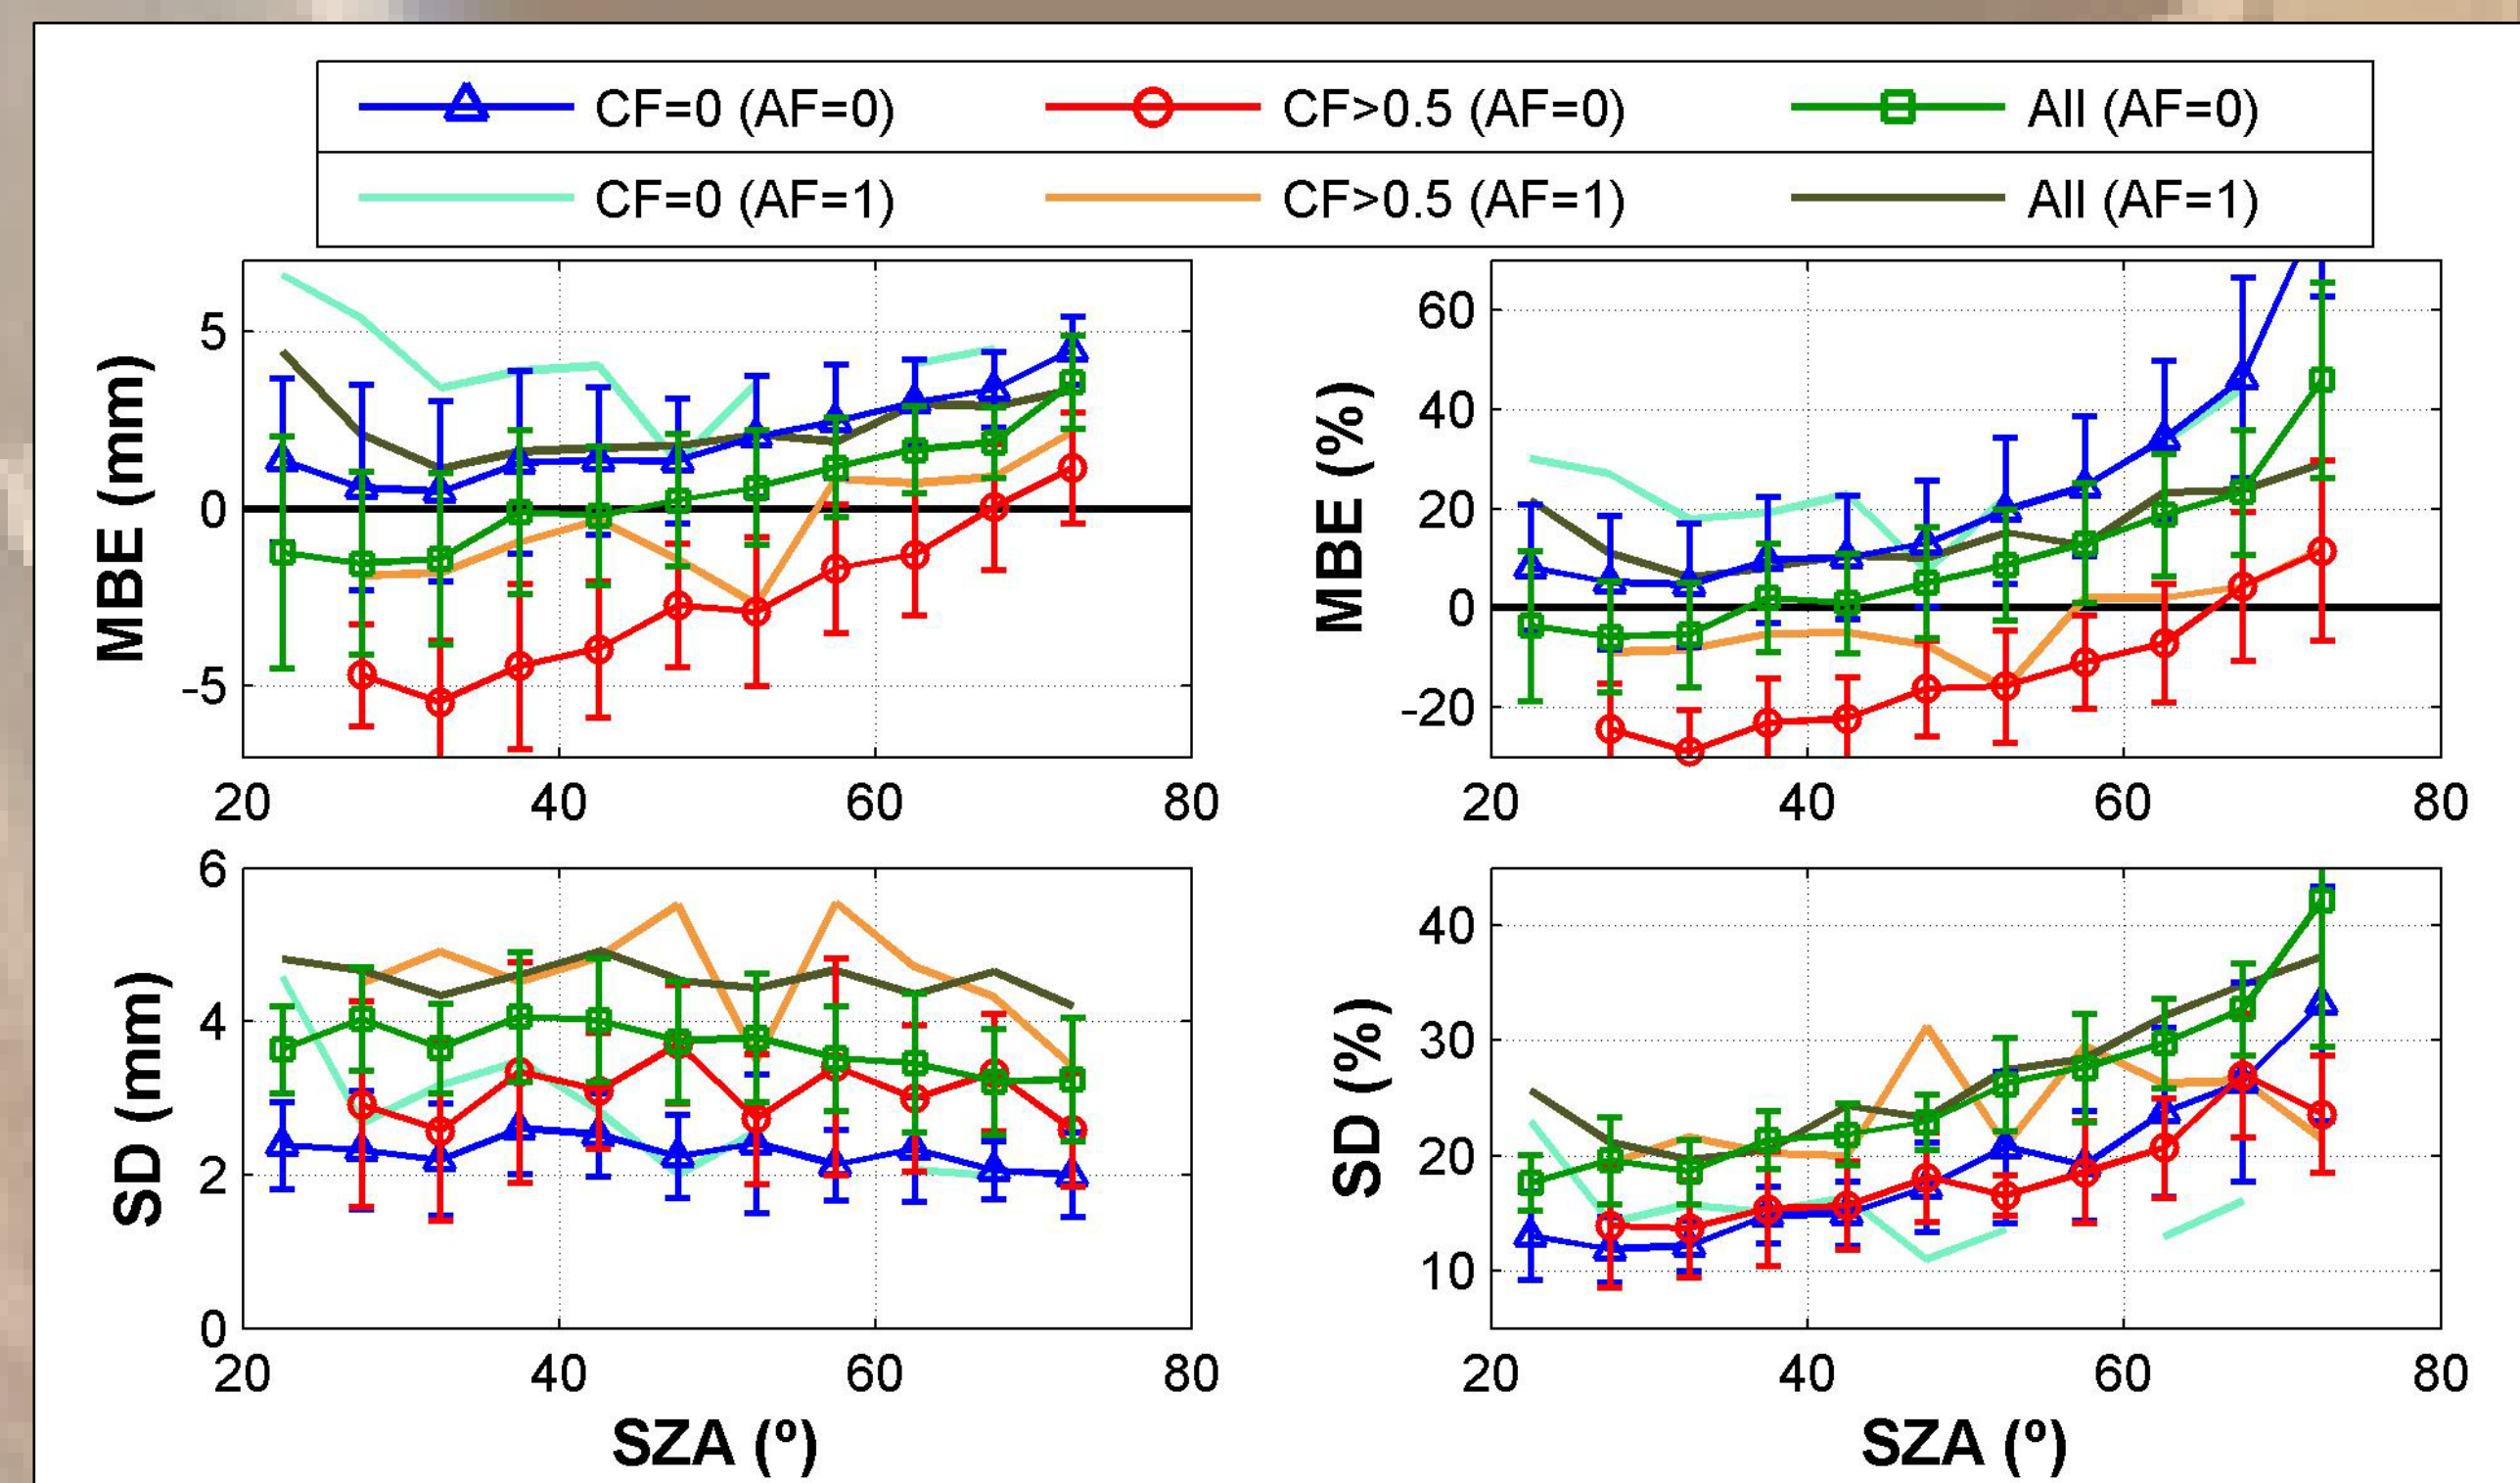 CF=0 (AF=0) CF>0.5 (AF=0) All (AF=0)
CF=0 (AF=1) CF>0.5 (AF=1) All (AF=1)
MBE (mm)
5
0
-5
20 40 60 80
MBE (%)
60
40
20
0
-20
20 40 60 80
SD (mm)
6
4
2
0
20 40 60 80
SZA (º)
SD (%)
40
30
20
10
20 40 60 80
SZA (º)